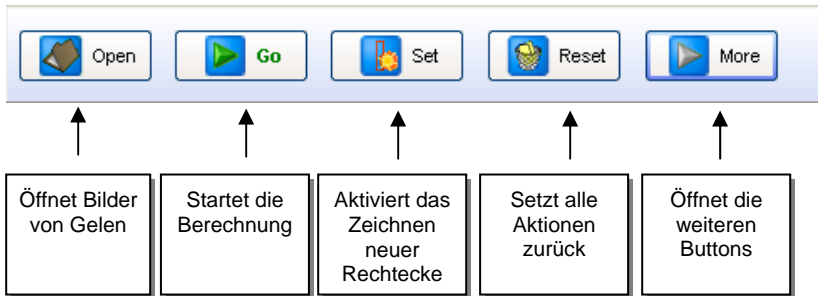 Open
Go
Set
Reset
More
Öffnet Bilder
von Gelen
Startet die
Berechnung
Aktiviert das
Zeichnen
neuer
Rechtecke
Setzt alle
Aktionen
zurück
Öffnet die
weiteren
Buttons